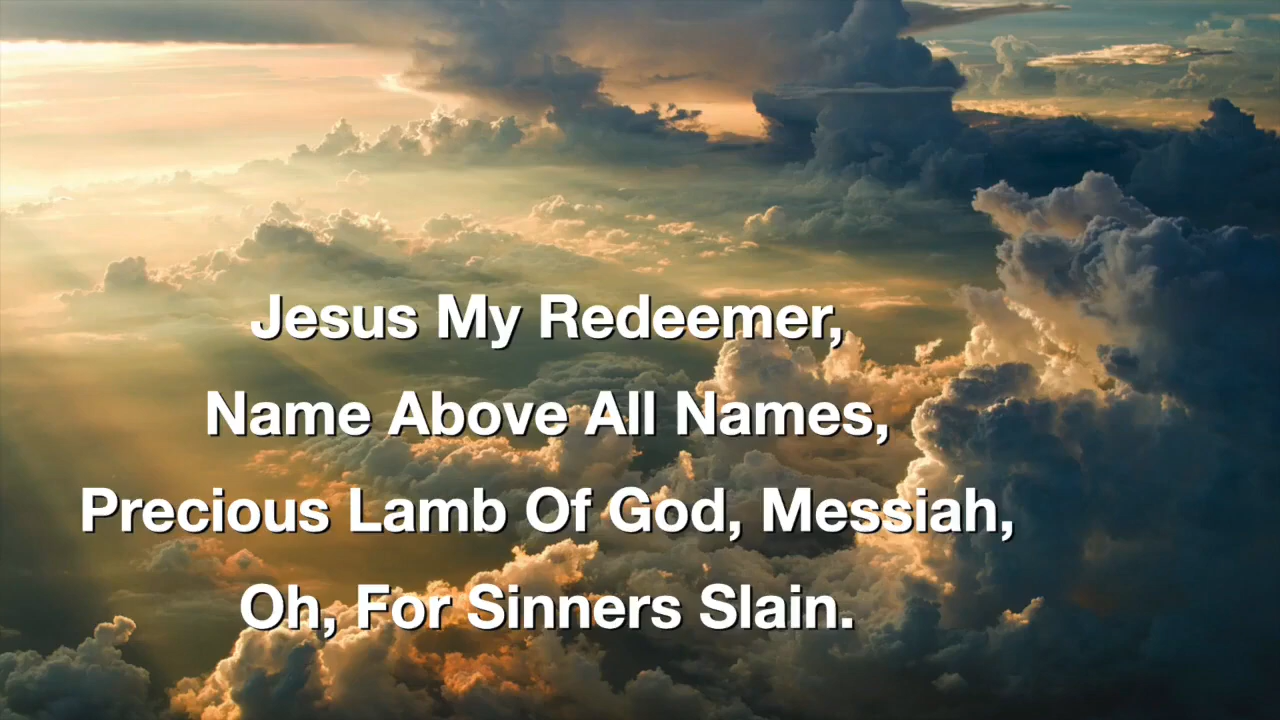 Jesus My Redeemer,
Name Above All Names,
Precious Lamb Of God, Messiah,
Oh, For Sinners Slain.